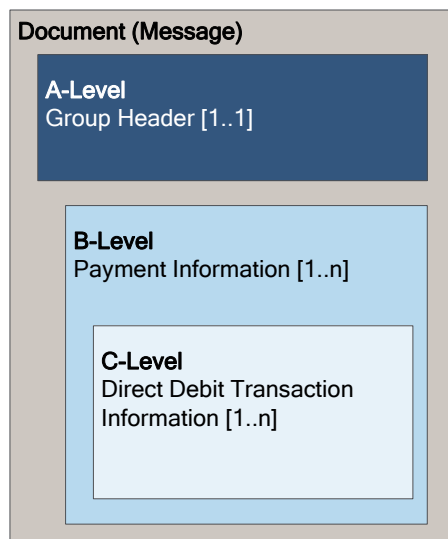 Document (Message)
A-Level
Group Header [1..1]
B-Level
Payment Information [1..n]
C-Level
Direct Debit Transaction
Information [1..n]